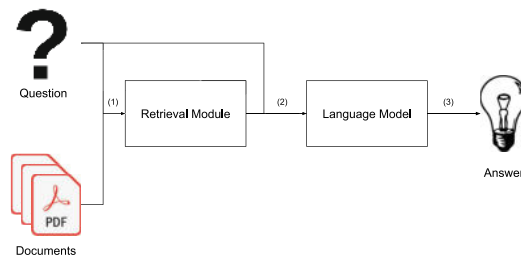 Question
(1)
Retrieval Module
(2)
Language Model
(3)
Answer
PDF
Documents